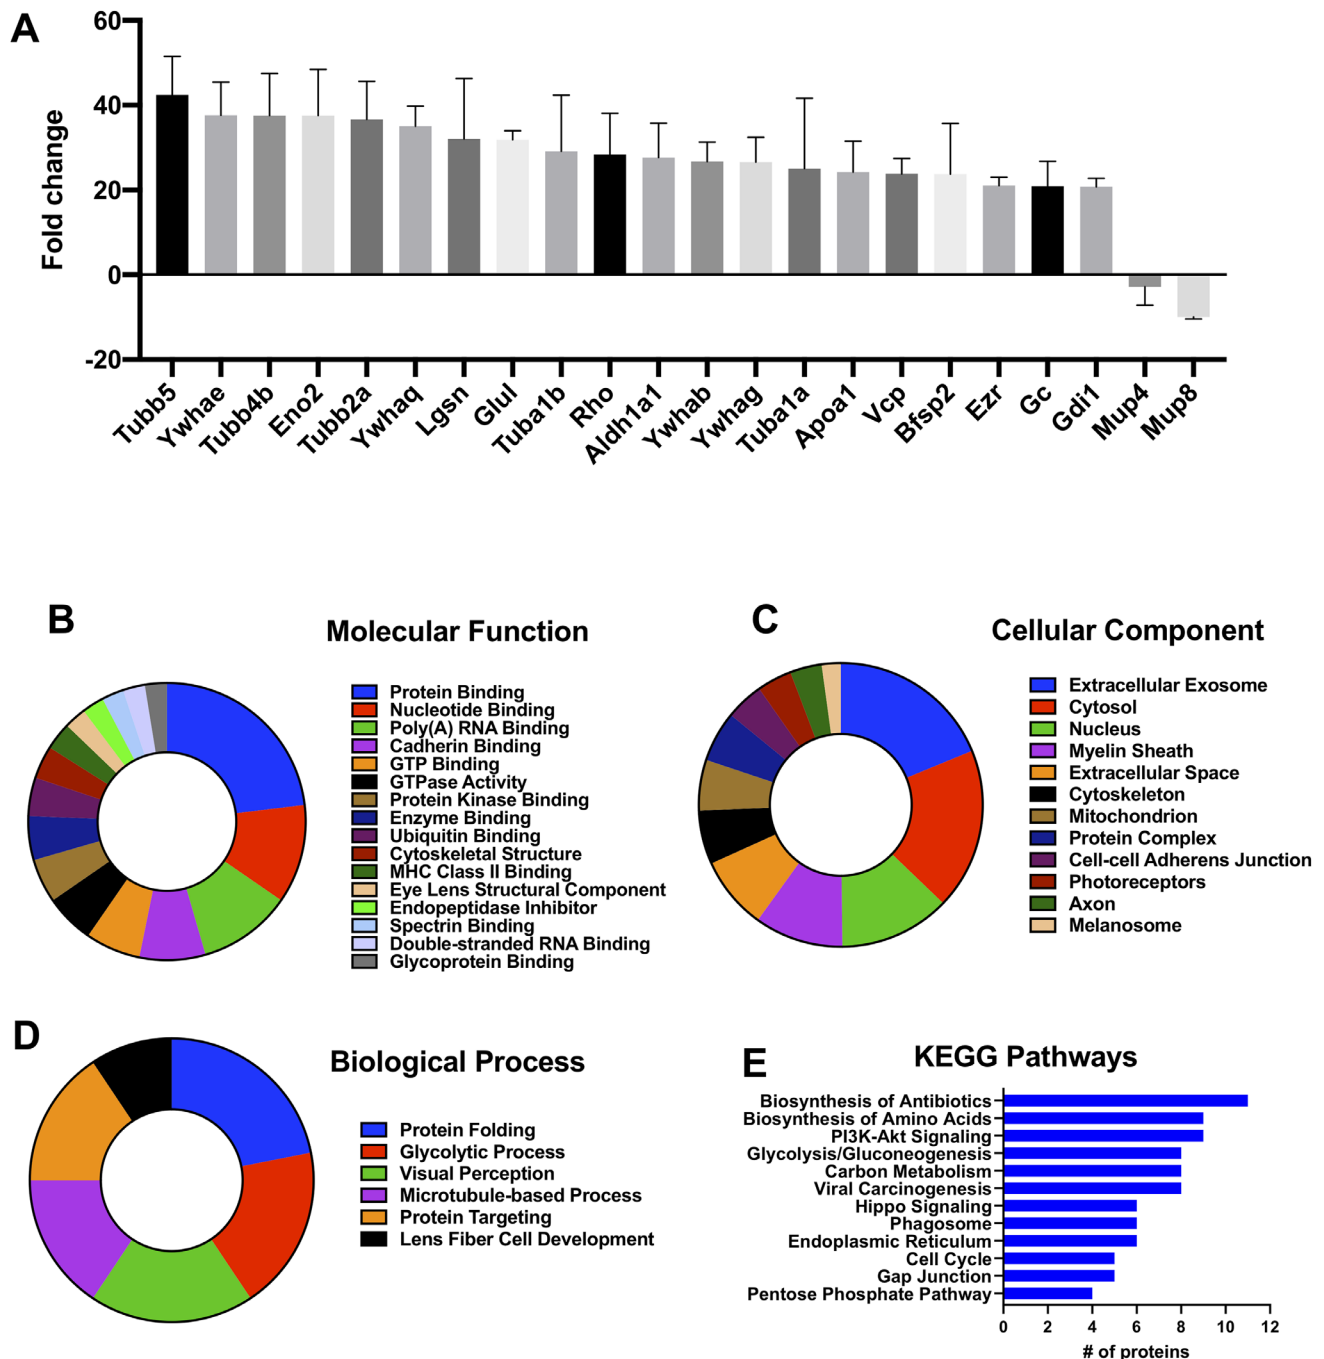 A
60
40
20
0
-20
Fold change
Tubb5
Ywhae
Tubb4b
Eno2
Tubb2a
Ywhaq
Lgsn
Glul
Tuba1b
Rho
Aldh1a1
Ywhab
Ywhag
Tuba1a
Apoa1
Vcp
Bfsp2
Ezr
Gc
Gdi1
Mup4
Mup8
B
Molecular Function
Protein Binding
Nucleotide Binding
Poly(A) RNA Binding
Cadherin Binding
GTP Binding
GTPase Activity
Protein Kinase Binding
Enzyme Binding
Ubiquitin Binding
Cytoskeletal Structure
MHC Class II Binding
Eye Lens Structural Component
Endopeptidase Inhibitor
Spectrin Binding
Double-stranded RNA Binding
Glycoprotein Binding
C
Cellular Component
Extracellular Exosome
Cytosol
Nucleus
Myelin Sheath
Extracellular Space
Cytoskeleton
Mitochondrion
Protein Complex
Cell-cell Adherens Junction
Photoreceptors
Axon
Melanosome
D
Biological Process
Protein Folding
Glycolytic Process
Visual Perception
Microtubule-based Process
Protein Targeting
Lens Fiber Cell Development
E
KEGG Pathways
Biosynthesis of Antibiotics
Biosynthesis of Amino Acids
PI3K-Akt Signaling
Glycolysis/Gluconeogenesis
Carbon Metabolism
Viral Carcinogenesis
Hippo Signaling
Phagosome
Endoplasmic Reticulum
Cell Cycle
Gap Junction
Pentose Phosphate Pathway
0 2 4 6 8 10 12
# of proteins